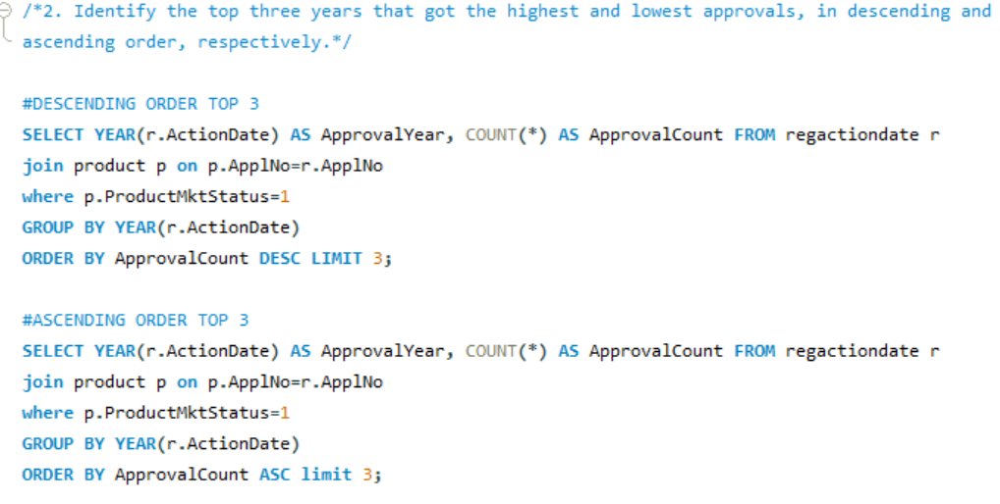 /*2. Identify the top three years that got the highest and lowest approvals, in descending and
ascending order, respectively.*/
#DESCENDING ORDER TOP 3
SELECT YEAR(r.ActionDate) AS ApprovalYear, COUNT(*) AS ApprovalCount FROM regactiondate r
join product p on p.ApplNo=r.ApplNo
where p.ProductMktStatus=1
GROUP BY YEAR(r.ActionDate)
ORDER BY ApprovalCount DESC LIMIT 3;
#ASCENDING ORDER TOP 3
SELECT YEAR(r.ActionDate) AS ApprovalYear, COUNT(*) AS ApprovalCount FROM regactiondate r
join product p on p.ApplNo=r.ApplNo
where p.ProductMktStatus=1
GROUP BY YEAR(r.ActionDate)
ORDER BY ApprovalCount ASC limit 3;